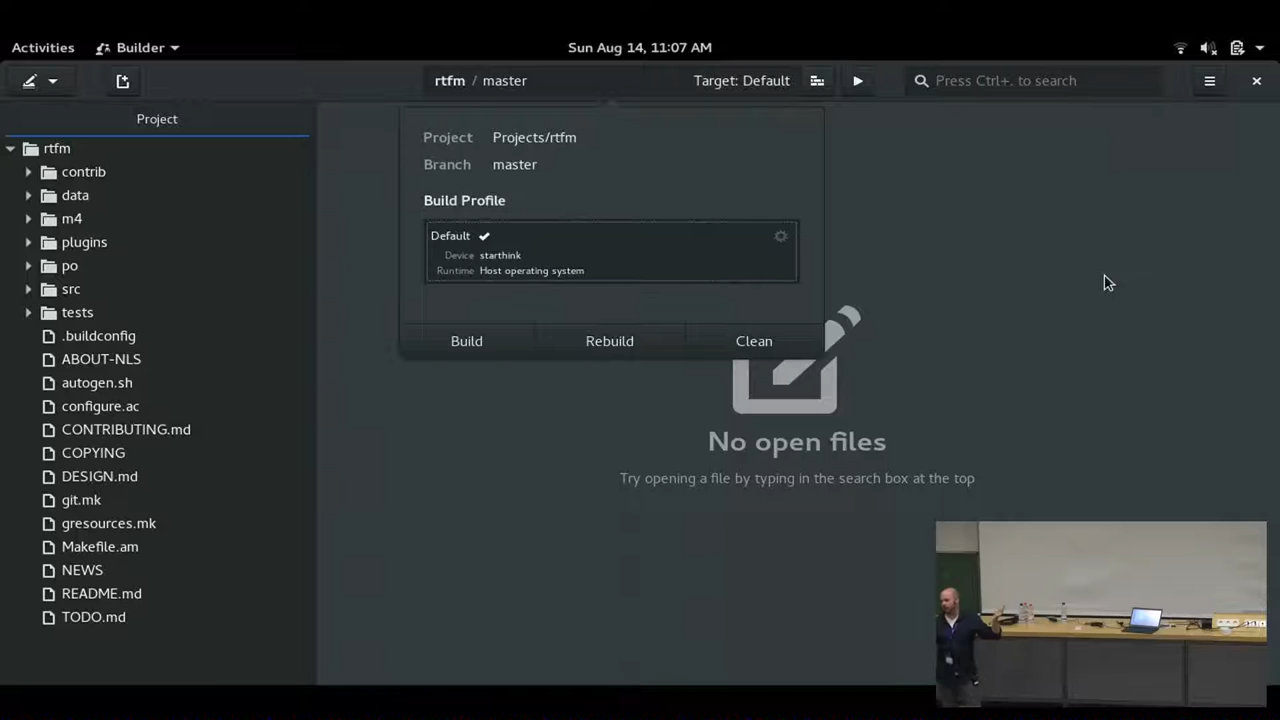 Activities Builder Sun Aug 14, 11:07 AM
rtfm / master Target: Default Press Ctrl+. to search
Project
rtfm
contrib
data
m4
plugins
po
src
tests
.buildconfig
ABOUT-NLS
autogen.sh
configure.ac
CONTRIBUTING.md
COPYING
DESIGN.md
git.mk
gresources.mk
Makefile.am
NEWS
README.md
TODO.md
Project Projects/rtfm
Branch master
Build Profile
Default
Device starthink
Runtime Host operating system
Build Rebuild Clean
No open files
Try opening a file by typing in the search box at the top